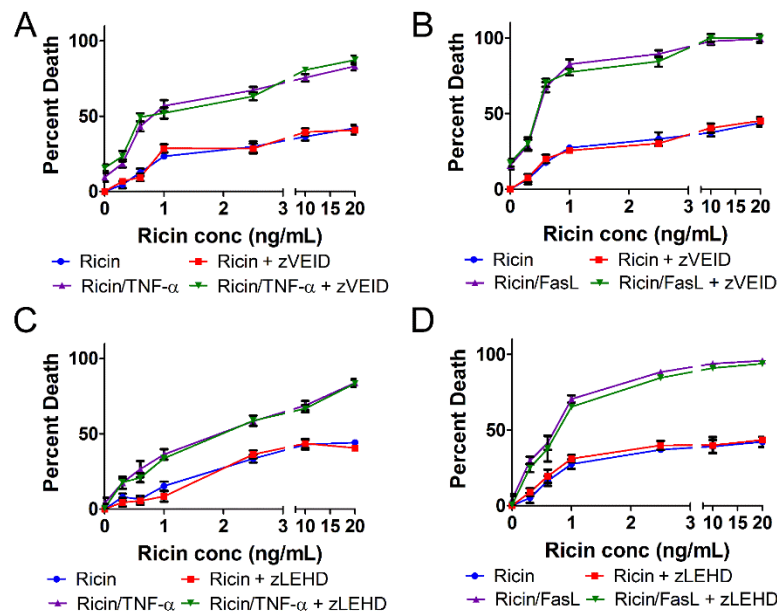 A
Percent Death
100
50
0
0 1 2 3 10 15 20
Ricin conc (ng/mL)
Ricin Ricin + zVEID
Ricin/TNF-α Ricin/TNF-α + zVEID
B
Percent Death
100
50
0
0 1 2 3 10 15 20
Ricin conc (ng/mL)
Ricin Ricin + zVEID
Ricin/FasL Ricin/FasL + zVEID
C
Percent Death
100
50
0
0 1 2 3 10 15 20
Ricin conc (ng/mL)
Ricin Ricin + zLEHD
Ricin/TNF-α Ricin/TNF-α + zLEHD
D
Percent Death
100
50
0
0 1 2 3 10 15 20
Ricin conc (ng/mL)
Ricin Ricin + zLEHD
Ricin/FasL Ricin/FasL + zLEHD